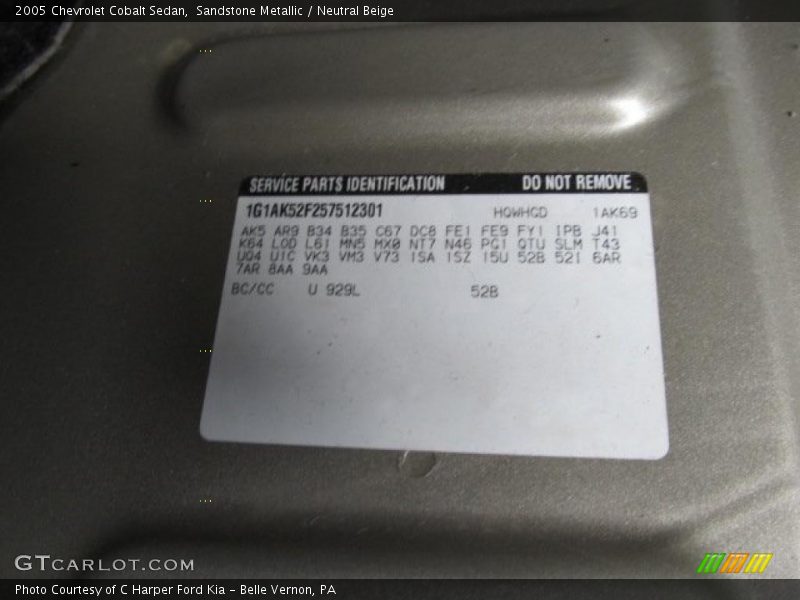 2005 Chevrolet Cobalt Sedan,  Sandstone Metallic / Neutral Beige
SERVICE PARTS IDENTIFICATION DO NOT REMOVE
1G1AK52F257512301 HQWHGD 1AK69
AK5 AR9 B34 B35 C67 DC8 FE1 FE9 FY1 IPB J41
K64 L0D L61 MN5 MX0 NT7 N46 PG1 QTU SLM T43
UQ4 U1C VK3 VM3 V73 1SA 1SZ 15U 52B 52I 6AR
7AR 8AA 9AA
BC/CC U 929L 52B
GTCARLOT.COM
Photo Courtesy of C Harper Ford Kia – Belle Vernon, PA